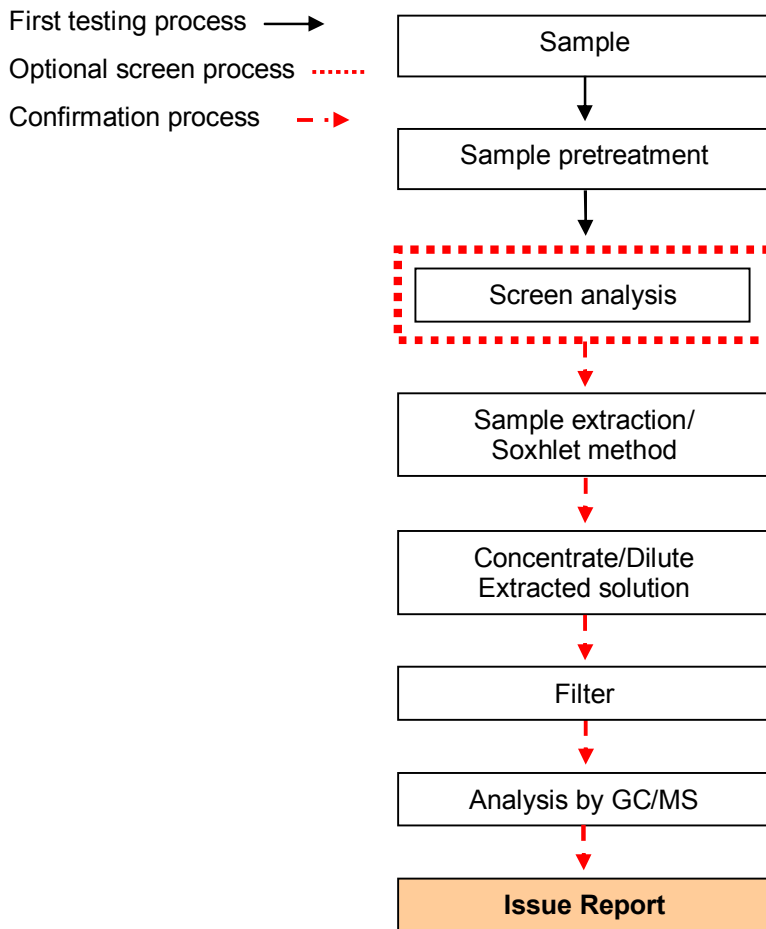 First testing process
Optional screen process
Confirmation process
Sample
Sample pretreatment
Screen analysis
Sample extraction/
Soxhlet method
Concentrate/Dilute
Extracted solution
Filter
Analysis by GC/MS
Issue Report